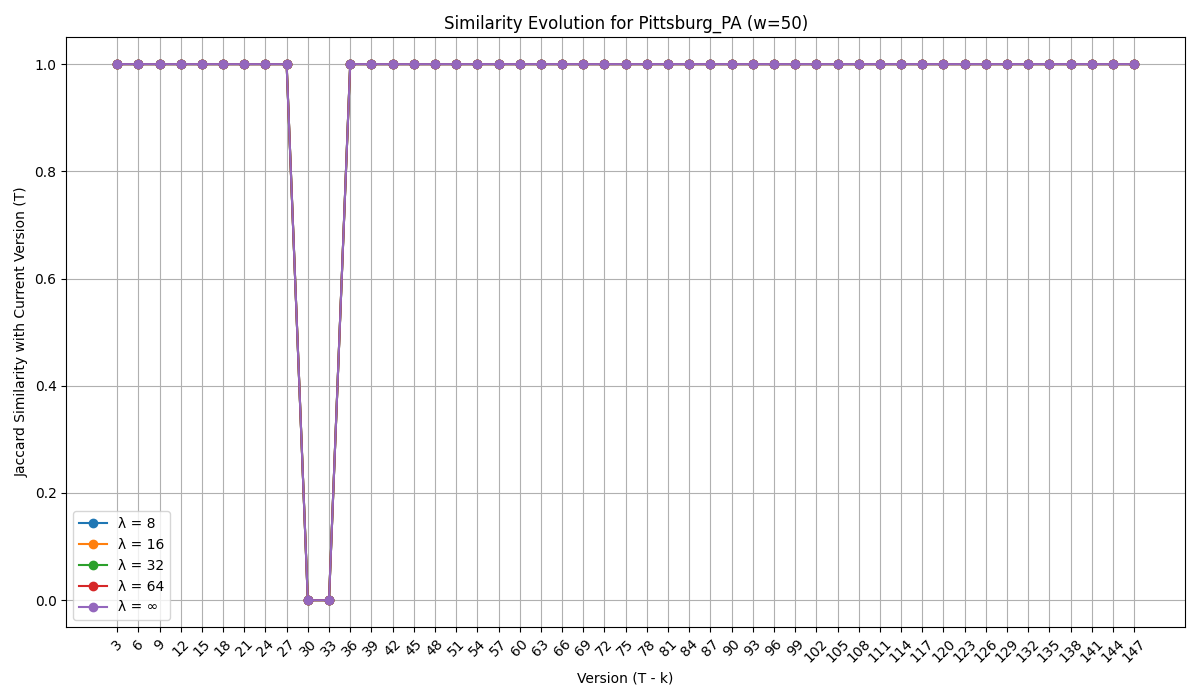 Similarity Evolution for Pittsburg_PA (w=50)
Jaccard Similarity with Current Version (T)
1.0
0.8
0.6
0.4
0.2
0.0
λ = 8
λ = 16
λ = 32
λ = 64
λ = ∞
3 6 9 12 15 18 21 24 27 30 33 36 39 42 45 48 51 54 57 60 63 66 69 72 75 78 81 84 87 90 93 96 99 102 105 108 111 114 117 120 123 126 129 132 135 138 141 144 147
Version (T - k)